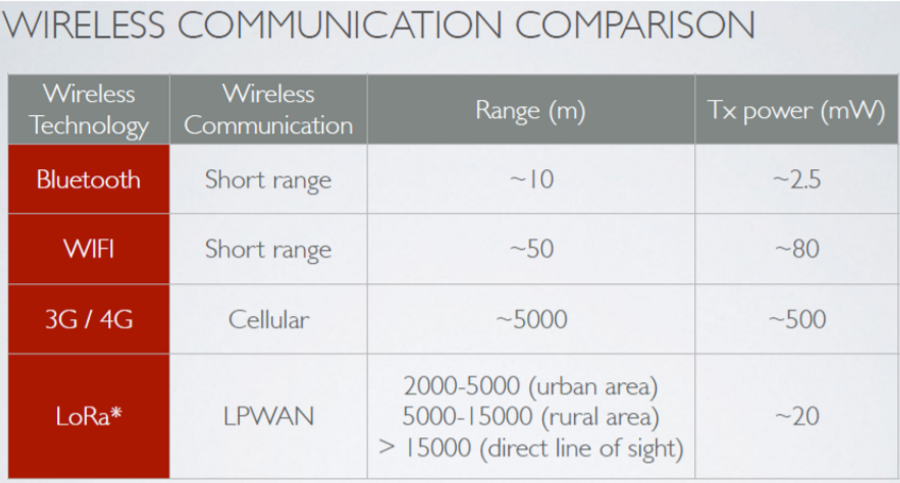 WIRELESS COMMUNICATION COMPARISON
Wireless Technology
Wireless Communication
Range (m)
Tx power (mW)
Bluetooth
Short range
~10
~2.5
WIFI
Short range
~50
~80
3G / 4G
Cellular
~5000
~500
LoRa*
LPWAN
2000-5000 (urban area)
5000-15000 (rural area)
> 15000 (direct line of sight)
~20